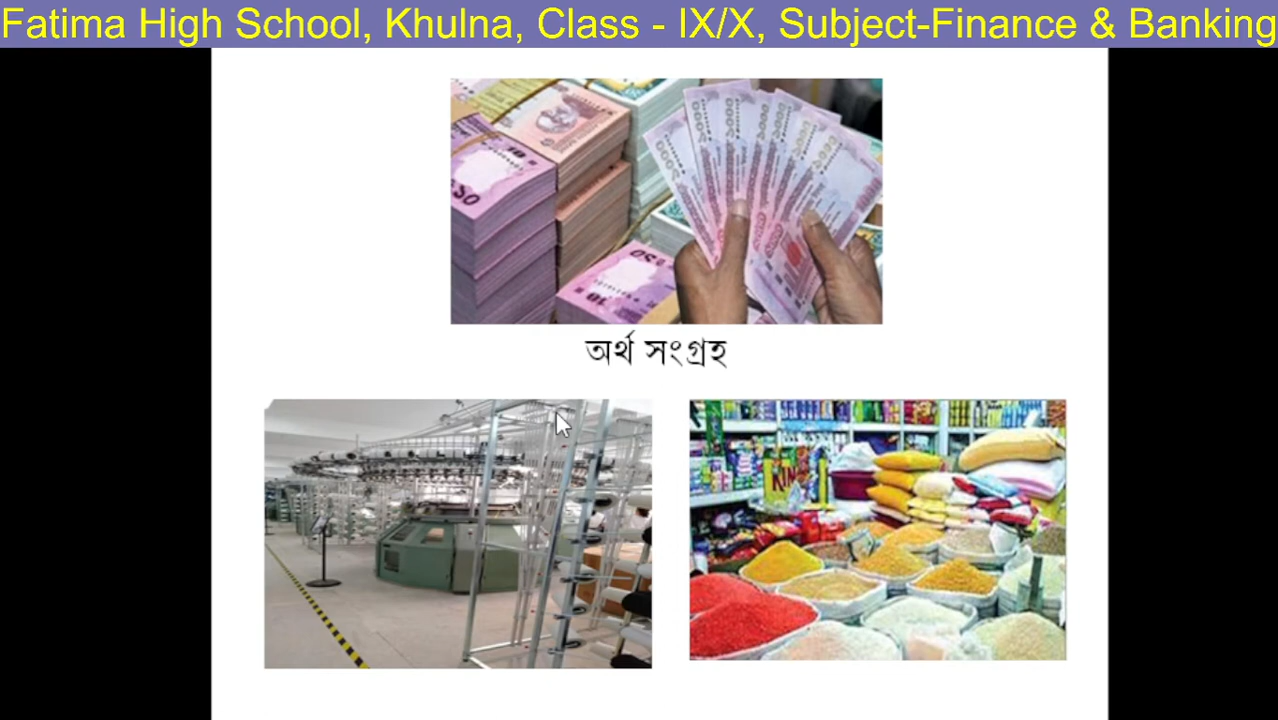 Fatima High School, Khulna, Class - IX/X, Subject-Finance & Banking
অর্থ সংগ্রহ